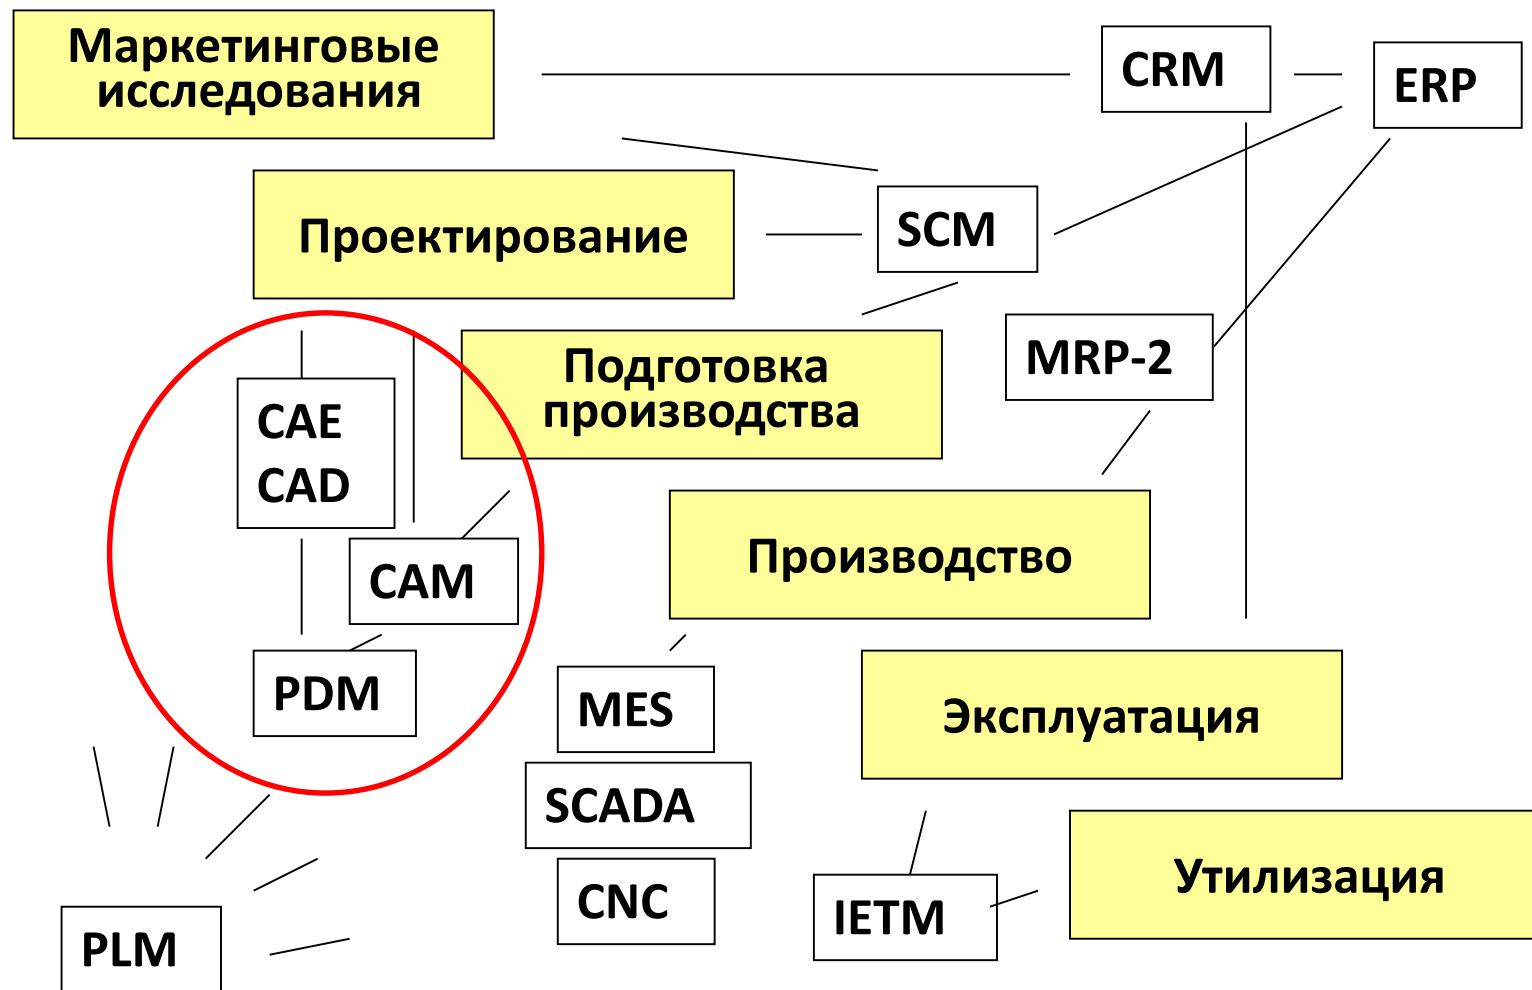 Маркетинговые
исследования
CRM
ERP
Проектирование
SCM
Подготовка
производства
MRP-2
CAE
CAD
CAM
Производство
PDM
MES
Эксплуатация
SCADA
Утилизация
CNC
IETM
PLM